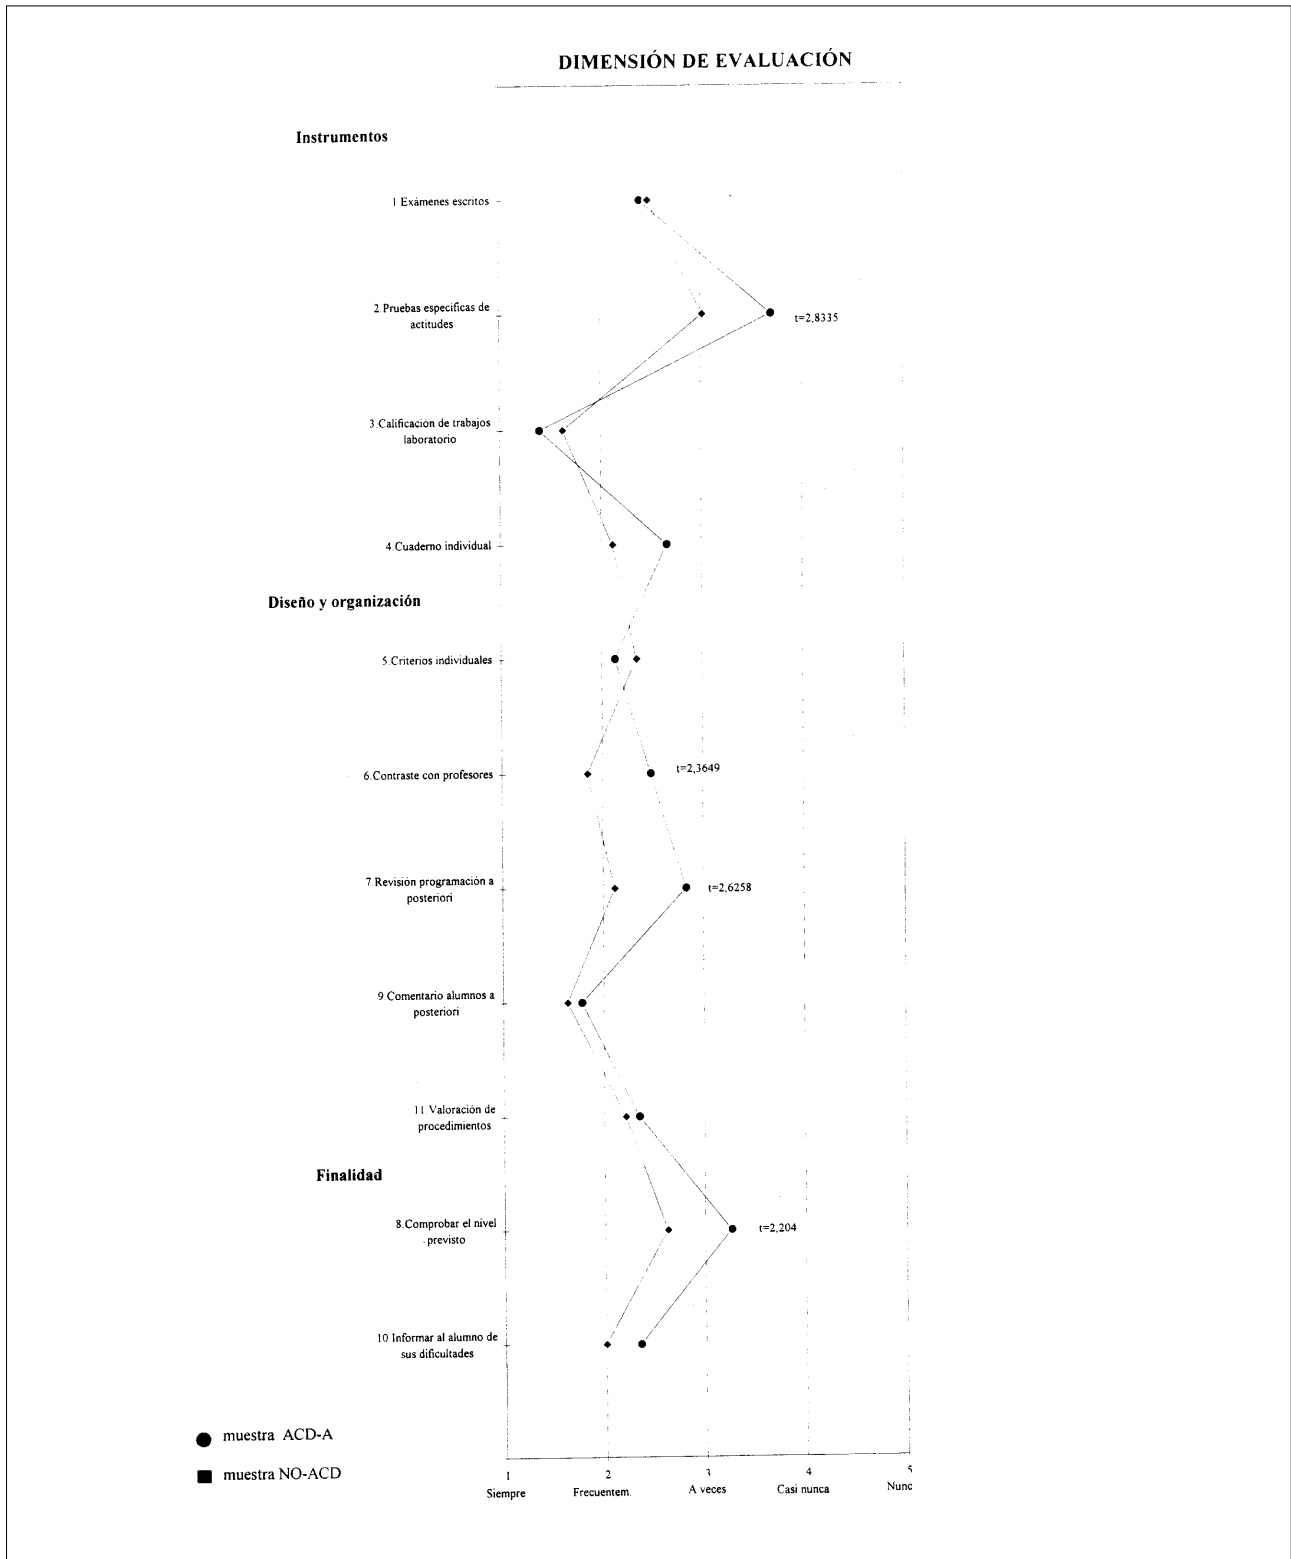 DIMENSIÓN DE EVALUACIÓN
Instrumentos
1 Exámenes escritos
2.Pruebas especificas de
actitudes
t=2,8335
3.Calificación de trabajos
laboratorio
4.Cuaderno individual
Diseño y organización
5.Criterios individuales
6.Contraste con profesores
t=2,3649
7 Revisión programación a
posteriori
t=2,6258
9 Comentario alumnos a
posteriori
11 Valoración de
procedimientos
Finalidad
8.Comprobar el nivel
previsto
t=2,204
10 Informar al alumno de
sus dificultades
muestra ACD-A
muestra NO-ACD
1 2 3 4 5
Siempre Frecuentem. A veces Casi nunca Nunc